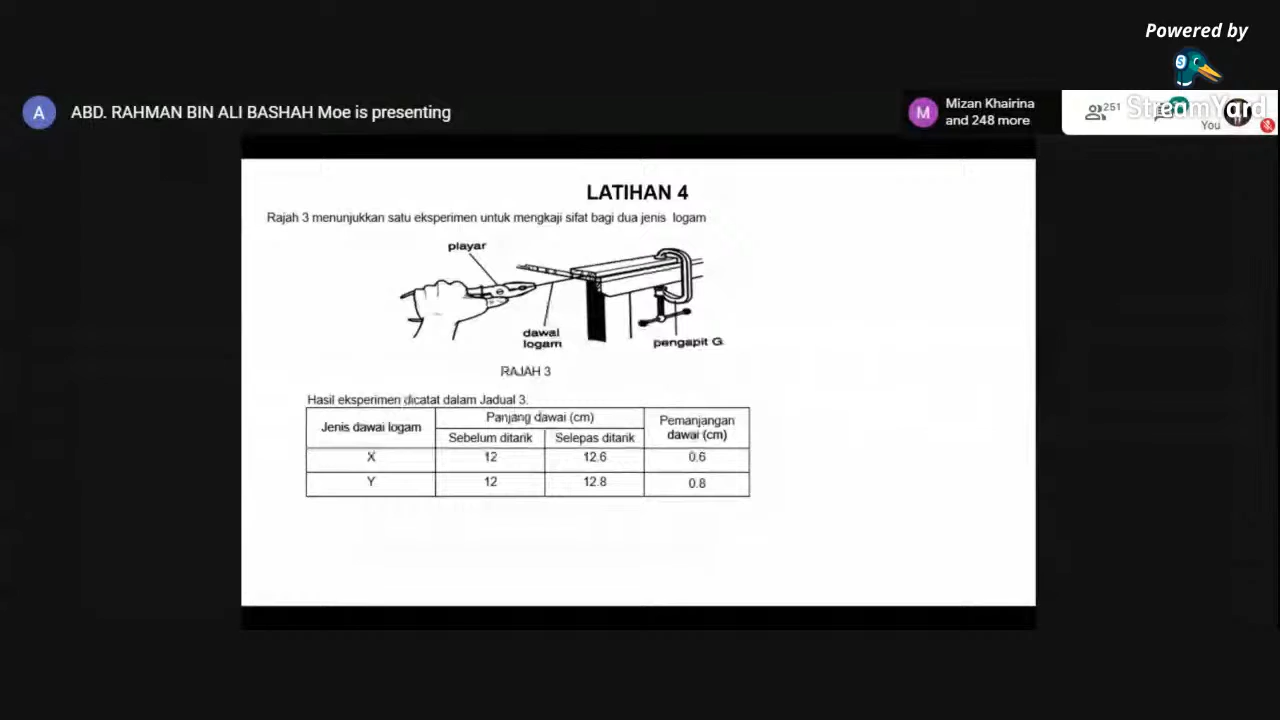 Powered by
StreamYard
A
ABD. RAHMAN BIN ALI BASHAH Moe is presenting
M
Mizan Khairina
and 248 more
251
You
LATIHAN 4
Rajah 3 menunjukkan satu eksperimen untuk mengkaji sifat bagi dua jenis logam
playar
dawai
logam
pengapit G
RAJAH 3
Hasil eksperimen dicatat dalam Jadual 3.
Jenis dawai logam
Panjang dawai (cm)
Pemanjangan
dawai (cm)
Sebelum ditarik
Selepas ditarik
X 12 12.6 0.6
Y 12 12.8 0.8